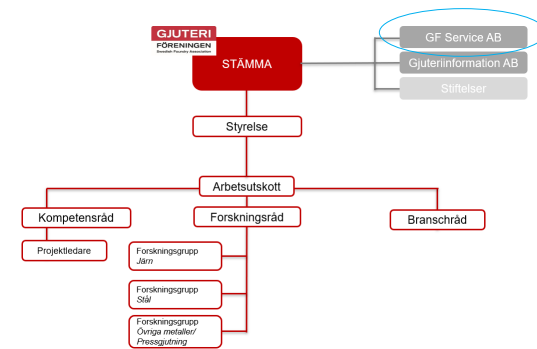 GJUTERI
FÖRENINGEN
Swedish Foundry Association
STÄMMA
GF Service AB
Gjuteriinformation AB
Stiftelser
Styrelse
Arbetsutskott
Kompetensråd
Forskningsråd
Branschråd
Projektledare
Forskningsgrupp
Järn
Forskningsgrupp
Stål
Forskningsgrupp
Övriga metaller/
Pressgjutning